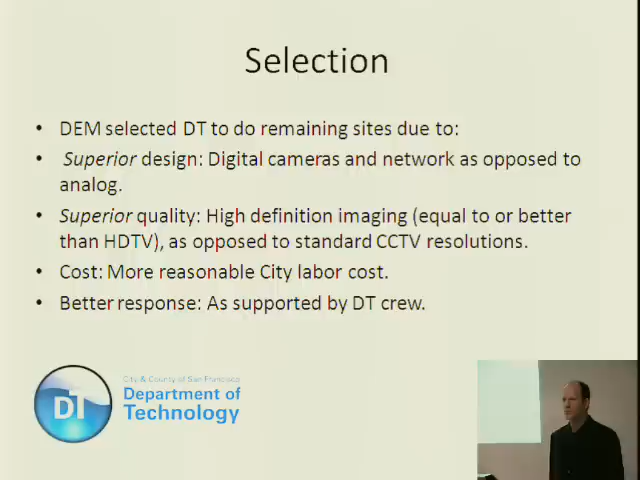 Selection
• DEM selected DT to do remaining sites due to:
• Superior design: Digital cameras and network as opposed to
analog.
• Superior quality: High definition imaging (equal to or better
than HDTV), as opposed to standard CCTV resolutions.
• Cost: More reasonable City labor cost.
• Better response: As supported by DT crew.
DT
City & County of San Francisco
Department of
Technology